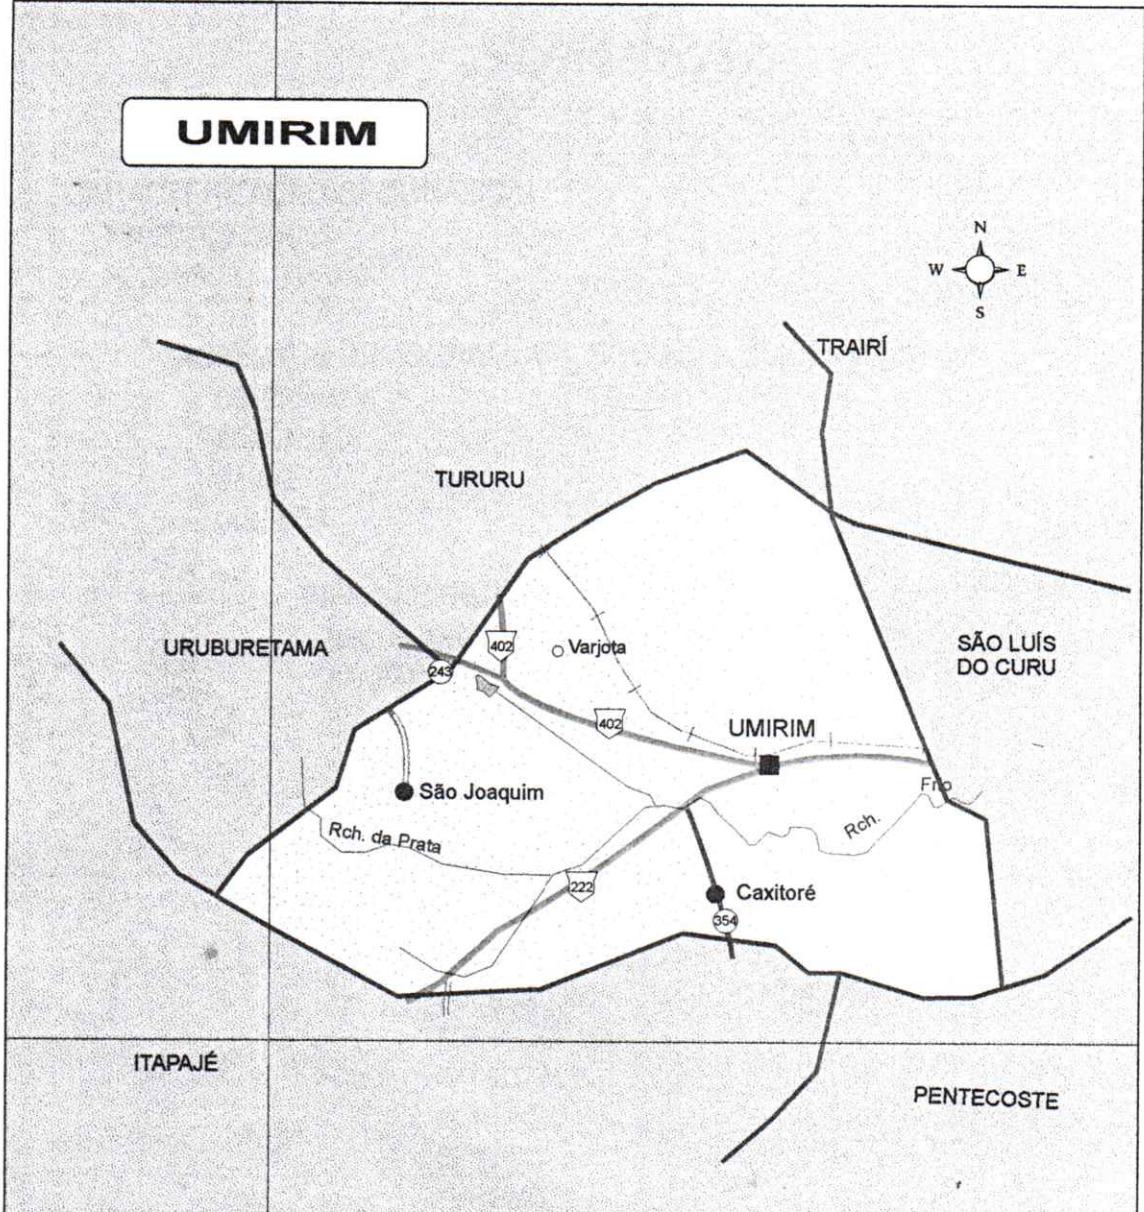 UMIRIM
N
W E
S
TRAIRÍ
TURURU
URUBURETAMA
402
Varjota
SÃO LUÍS
DO CURU
243
402
UMIRIM
São Joaquim
Frio
Rch.
Rch. da Prata
222
Caxitoré
354
ITAPAJÉ
PENTECOSTE